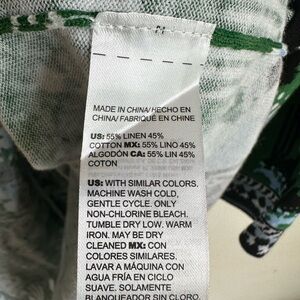 MADE IN CHINA/HECHO EN
CHINA/ FABRIQUÉ EN CHINE
US: 55% LINEN 45%
COTTON MX: 55% LINO 45%
ALGODÓN CA: 55% LIN 45%
COTON
US: WITH SIMILAR COLORS.
MACHINE WASH COLD,
GENTLE CYCLE. ONLY
NON-CHLORINE BLEACH.
TUMBLE DRY LOW. WARM
IRON. MAY BE DRY
CLEANED MX: CON
COLORES SIMILARES.
LAVAR A MÁQUINA CON
AGUA FRÍA EN CICLO
SUAVE. SOLAMENTE
BLANQUEADOR SIN CLORO.